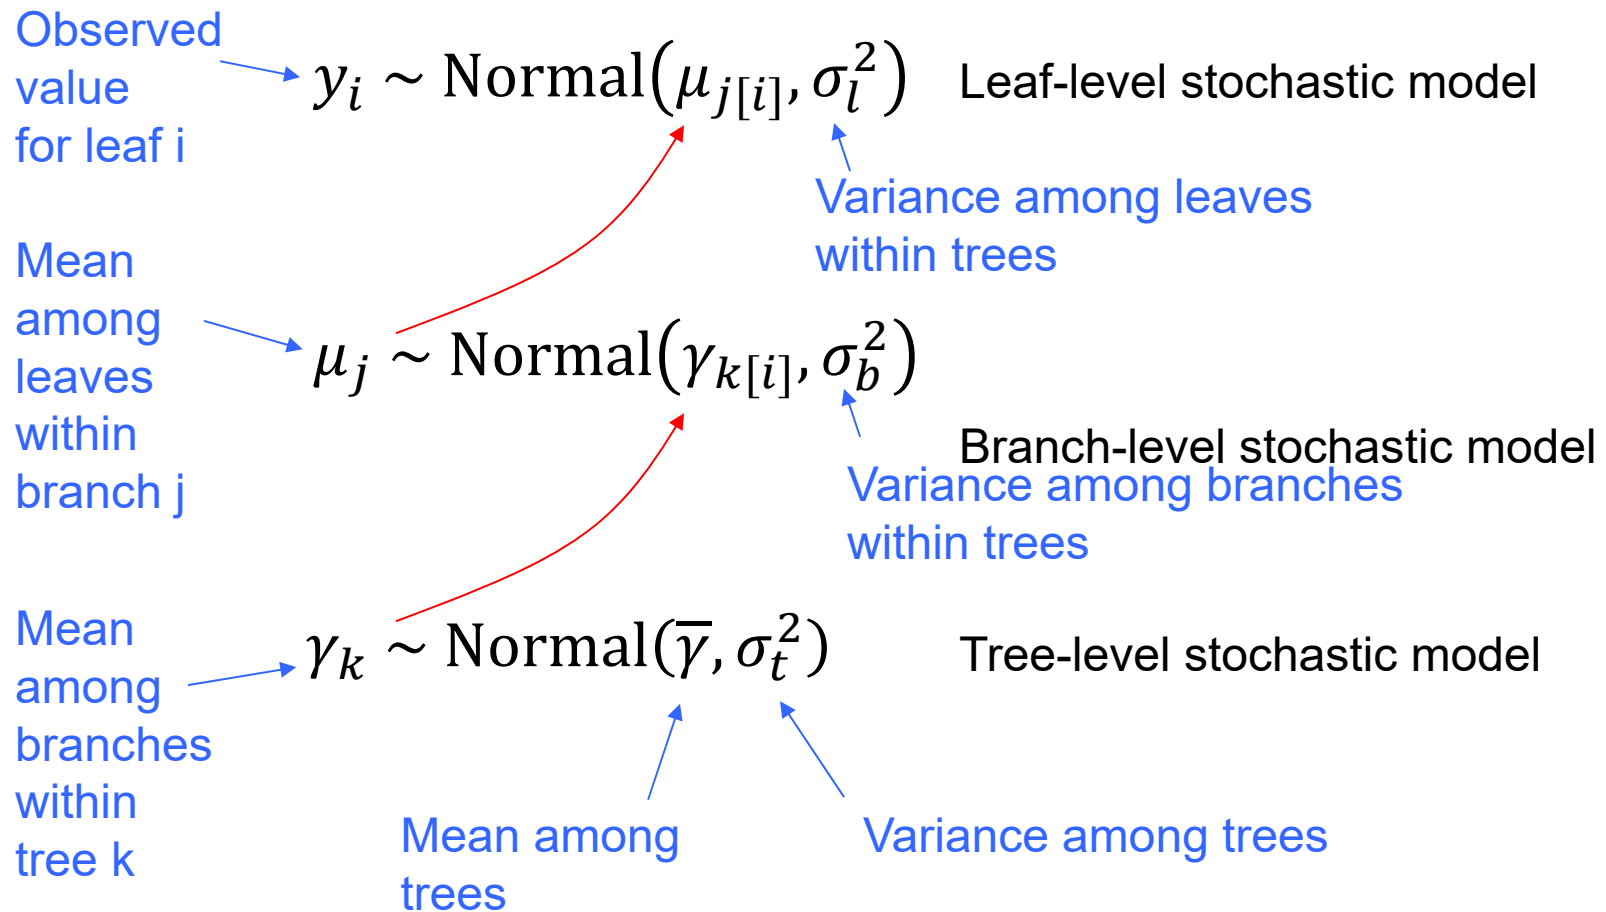 Observed
value
for leaf i
y_i ~ Normal(μ_{j[i]}, σ_l^2)
Leaf-level stochastic model
Variance among leaves
within trees
Mean
among
leaves
within
branch j
μ_j ~ Normal(γ_{k[i]}, σ_b^2)
Branch-level stochastic model
Variance among branches
within trees
Mean
among
branches
within
tree k
γ_k ~ Normal(γ̅, σ_t^2)
Tree-level stochastic model
Mean among
trees
Variance among trees